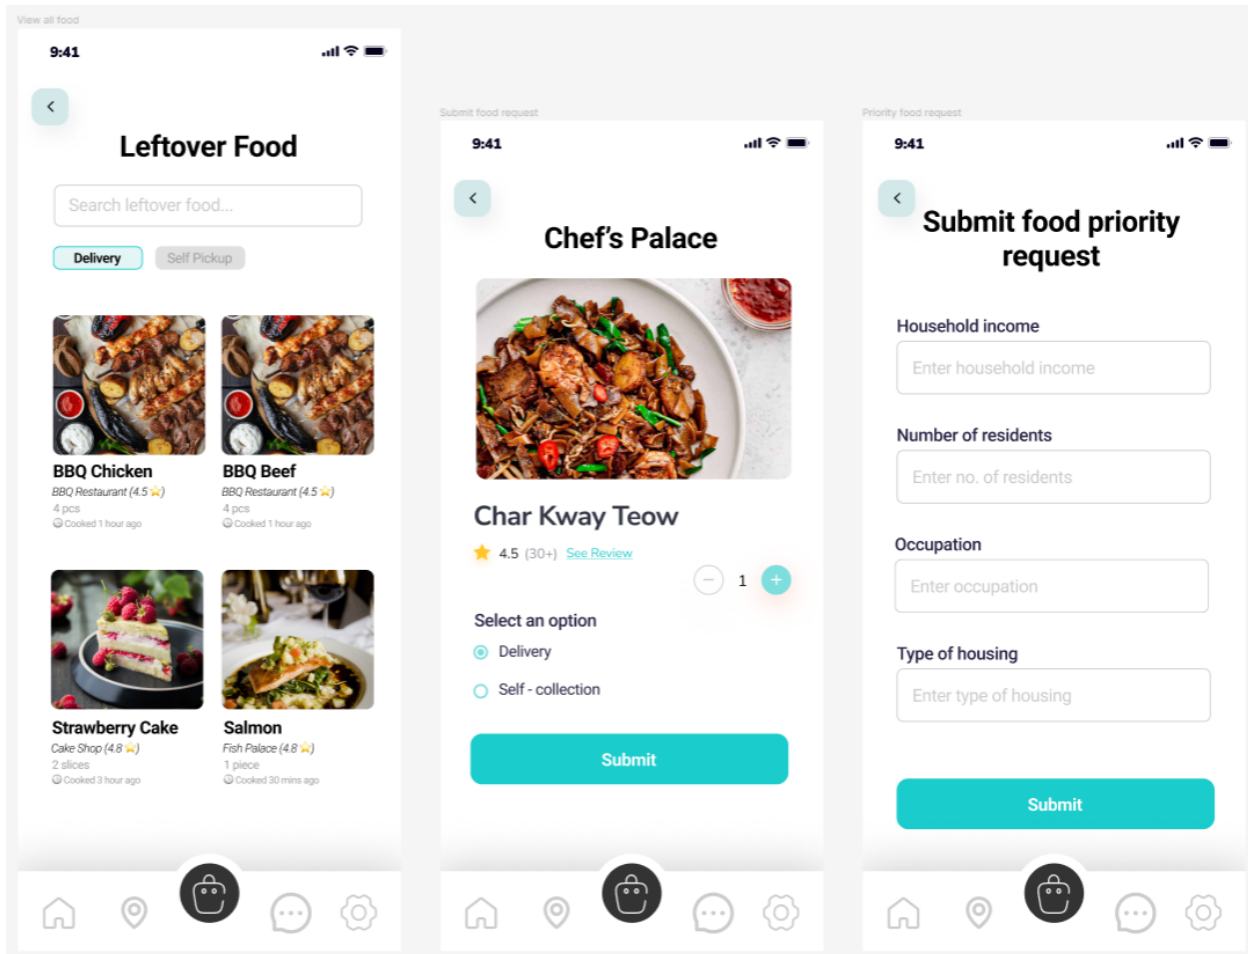 View all food
9:41
Leftover Food
Search leftover food...
Delivery
Self Pickup
BBQ Chicken
BBQ Restaurant (4.5⭐)
4 pcs
Cooked 1 hour ago
BBQ Beef
BBQ Restaurant (4.5⭐)
4 pcs
Cooked 1 hour ago
Strawberry Cake
Cake Shop (4.8⭐)
2 slices
Cooked 3 hour ago
Salmon
Fish Palace (4.8⭐)
1 piece
Cooked 30 mins ago
Submit food request
9:41
Chef's Palace
Char Kway Teow
4.5 (30+) See Review
1
Select an option
Delivery
Self - collection
Submit
Priority food request
9:41
Submit food priority
request
Household income
Enter household income
Number of residents
Enter no. of residents
Occupation
Enter occupation
Type of housing
Enter type of housing
Submit